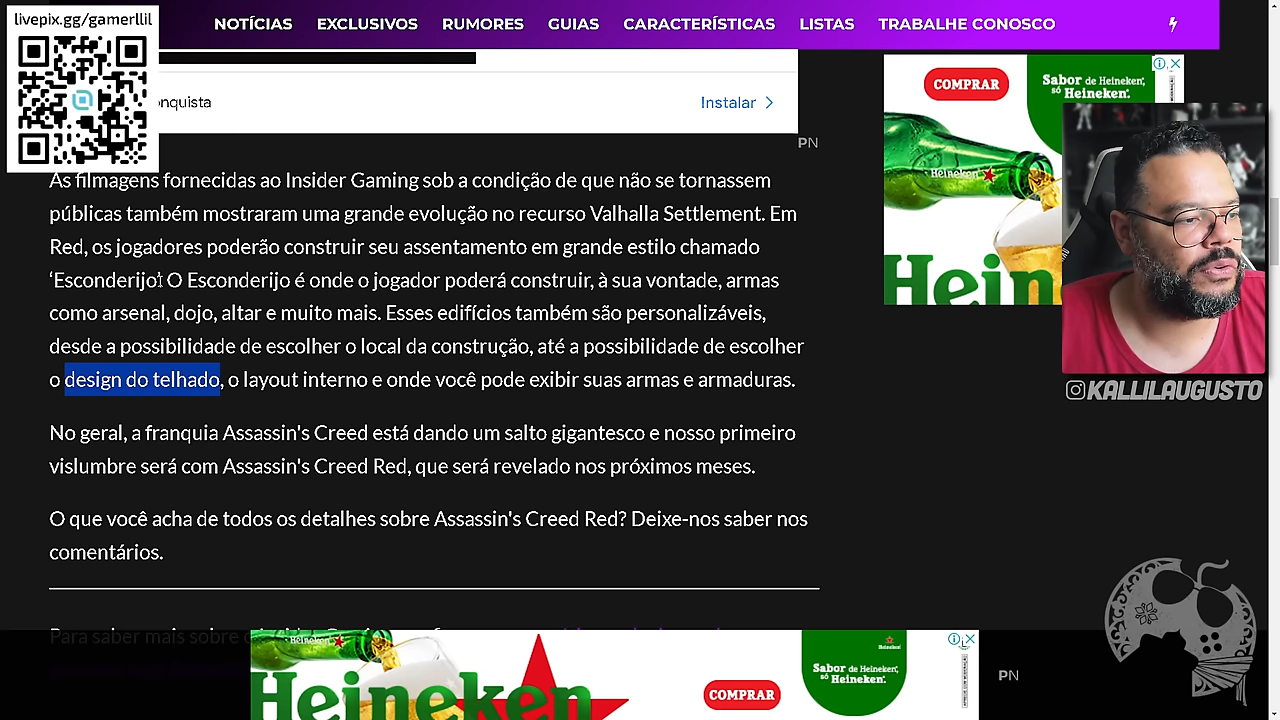 livepix.gg/gamerllil
NOTÍCIAS EXCLUSIVOS RUMORES GUIAS CARACTERÍSTICAS LISTAS TRABALHE CONOSCO
COMPRAR
Sabor de Heineken,
só Heineken.
Heineken
Instalar
PN
As filmagens fornecidas ao Insider Gaming sob a condição de que não se tornassem
públicas também mostraram uma grande evolução no recurso Valhalla Settlement. Em
Red, os jogadores poderão construir seu assentamento em grande estilo chamado
‘Esconderijo’. O Esconderijo é onde o jogador poderá construir, à sua vontade, armas
como arsenal, dojo, altar e muito mais. Esses edifícios também são personalizáveis,
desde a possibilidade de escolher o local da construção, até a possibilidade de escolher
o design do telhado, o layout interno e onde você pode exibir suas armas e armaduras.
Hein
KALLILAUGUSTO
No geral, a franquia Assassin's Creed está dando um salto gigantesco e nosso primeiro
vislumbre será com Assassin's Creed Red, que será revelado nos próximos meses.
O que você acha de todos os detalhes sobre Assassin's Creed Red? Deixe-nos saber nos
comentários.
Para saber mais sobre o
Heineken
Heineken
COMPRAR
Sabor de Heineken,
só Heineken.
PN